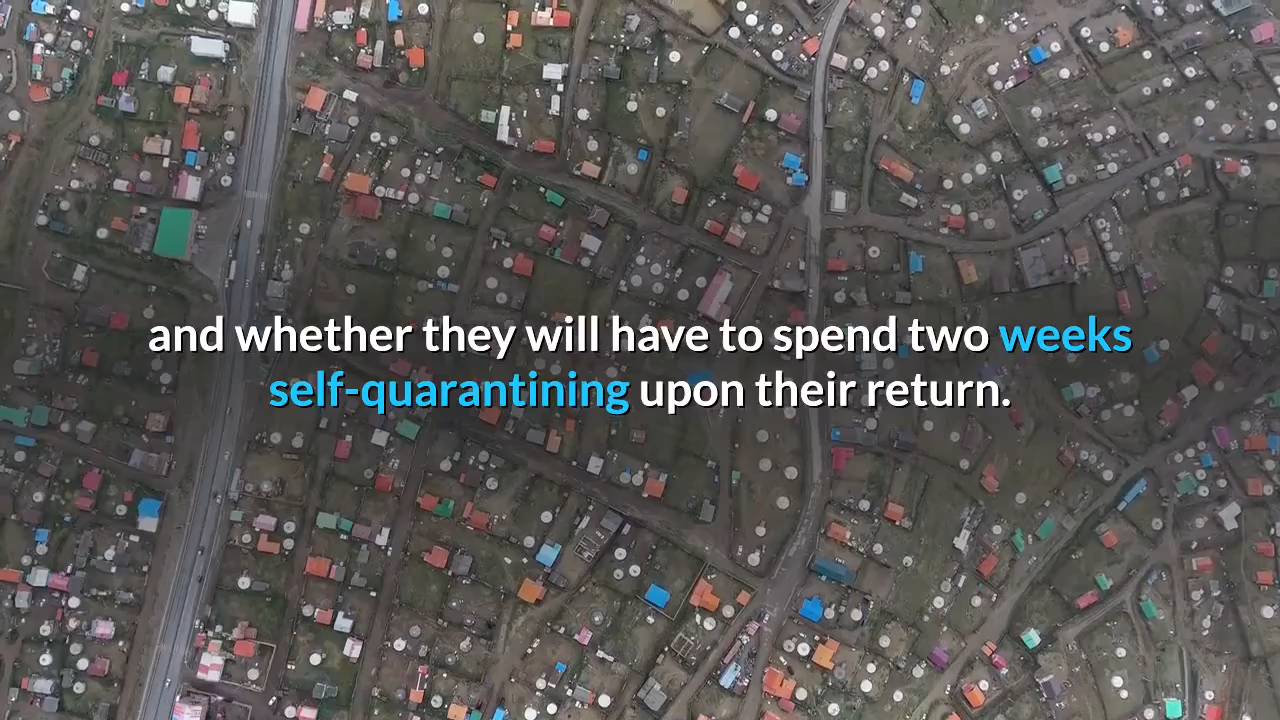 and whether they will have to spend two weeks
self-quarantining upon their return.